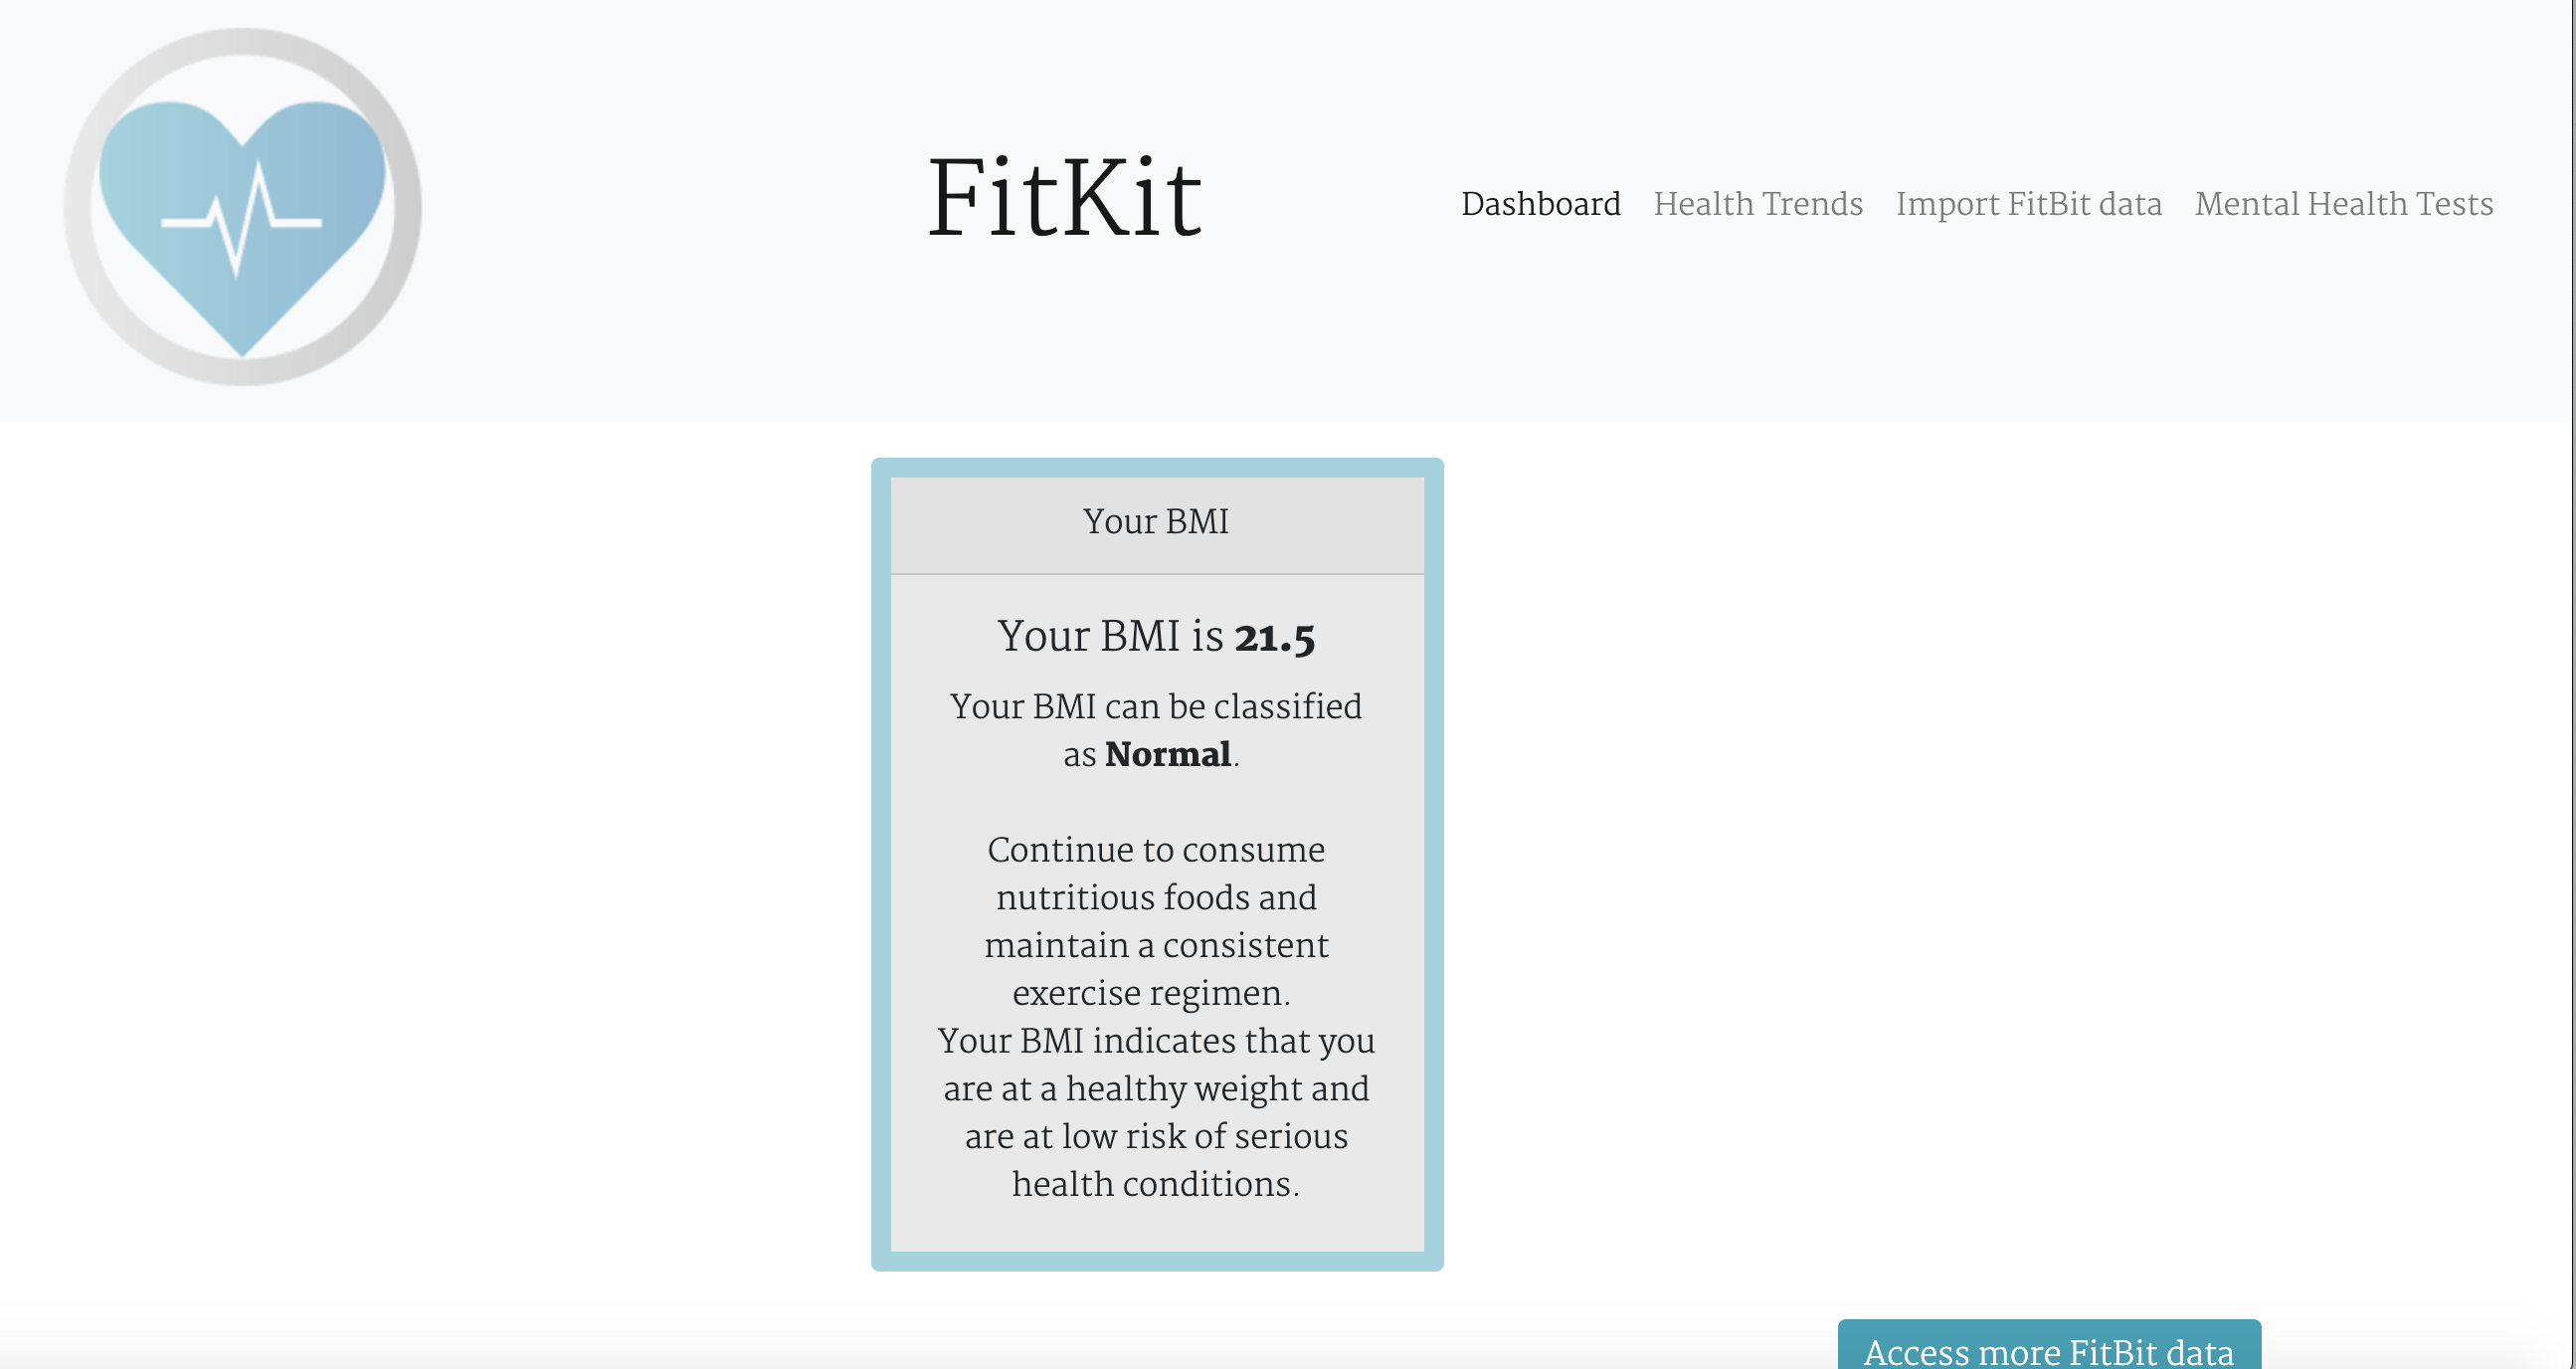 FitKit
Dashboard Health Trends Import FitBit data Mental Health Tests
Your BMI
Your BMI is 21.5
Your BMI can be classified
as Normal.
Continue to consume
nutritious foods and
maintain a consistent
exercise regimen.
Your BMI indicates that you
are at a healthy weight and
are at low risk of serious
health conditions.
Access more FitBit data